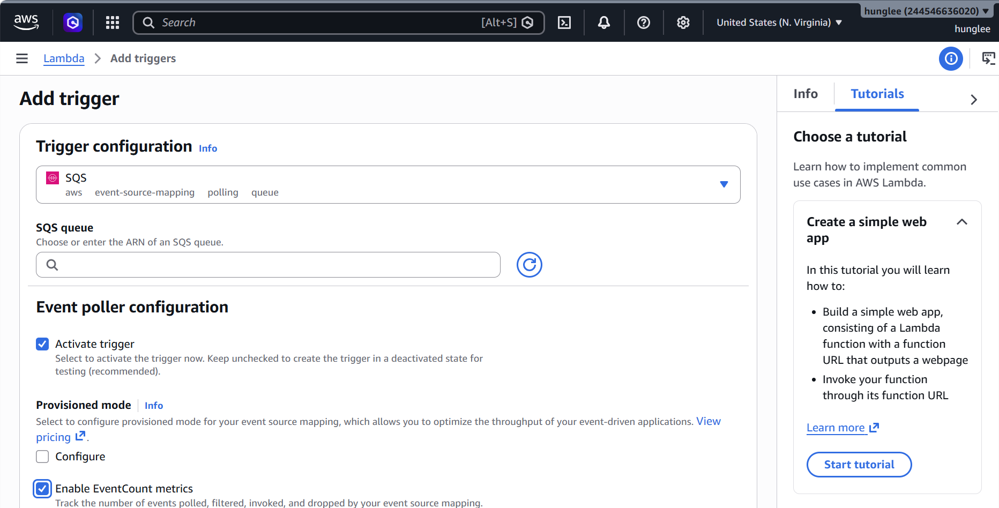 aws
Search
[Alt+S]
United States (N. Virginia)
hunglee (244546636020)
hunglee
Lambda
Add triggers
Add trigger
Trigger configuration Info
SQS
aws event-source-mapping polling queue
SQS queue
Choose or enter the ARN of an SQS queue.
Event poller configuration
Activate trigger
Select to activate the trigger now. Keep unchecked to create the trigger in a deactivated state for
testing (recommended).
Provisioned mode Info
Select to configure provisioned mode for your event source mapping, which allows you to optimize the throughput of your event-driven applications. View
pricing .
Configure
Enable EventCount metrics
Track the number of events polled, filtered, invoked, and dropped by your event source mapping.
Info
Tutorials
Choose a tutorial
Learn how to implement common
use cases in AWS Lambda.
Create a simple web
app
In this tutorial you will learn
how to:
• Build a simple web app,
consisting of a Lambda
function with a function
URL that outputs a webpage
• Invoke your function
through its function URL
Learn more
Start tutorial